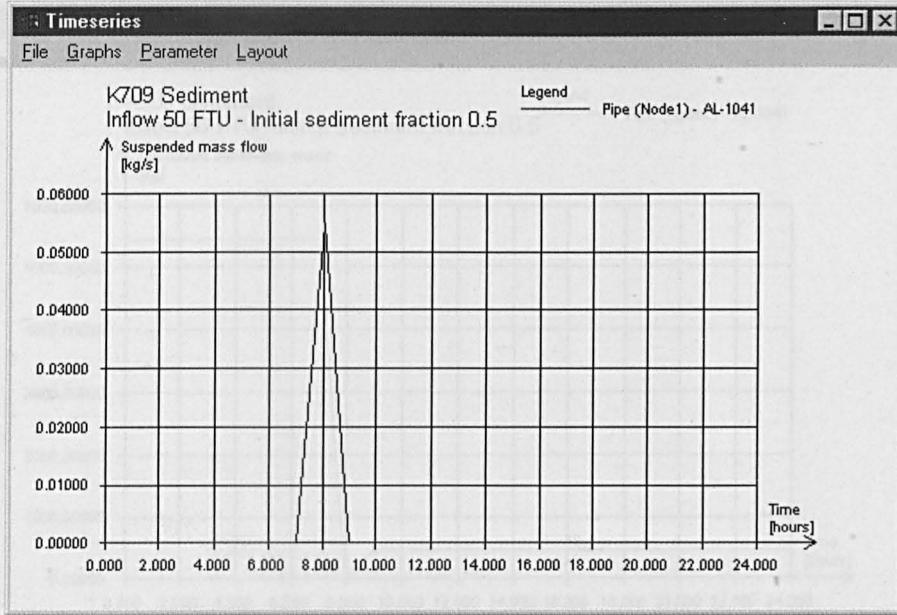 Timeseries
File Graphs Parameter Layout
K709 Sediment
Inflow 50 FTU - Initial sediment fraction 0.5
Legend
Pipe (Node1) - AL-1041
Suspended mass flow
[kg/s]
0.06000
0.05000
0.04000
0.03000
0.02000
0.01000
0.00000
0.000 2.000 4.000 6.000 8.000 10.000 12.000 14.000 16.000 18.000 20.000 22.000 24.000
Time
[hours]